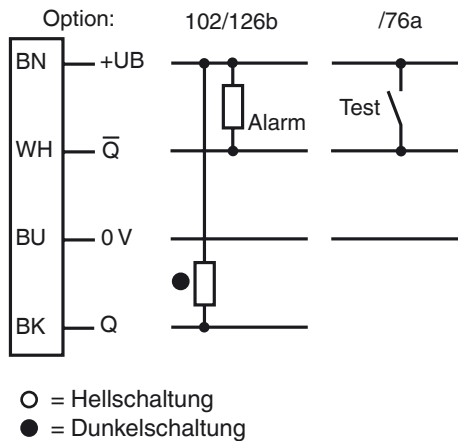 Option: 102/126b /76a
BN +UB
Alarm
Test
WH Q̅
BU 0 V
BK Q
= Hellschaltung
= Dunkelschaltung